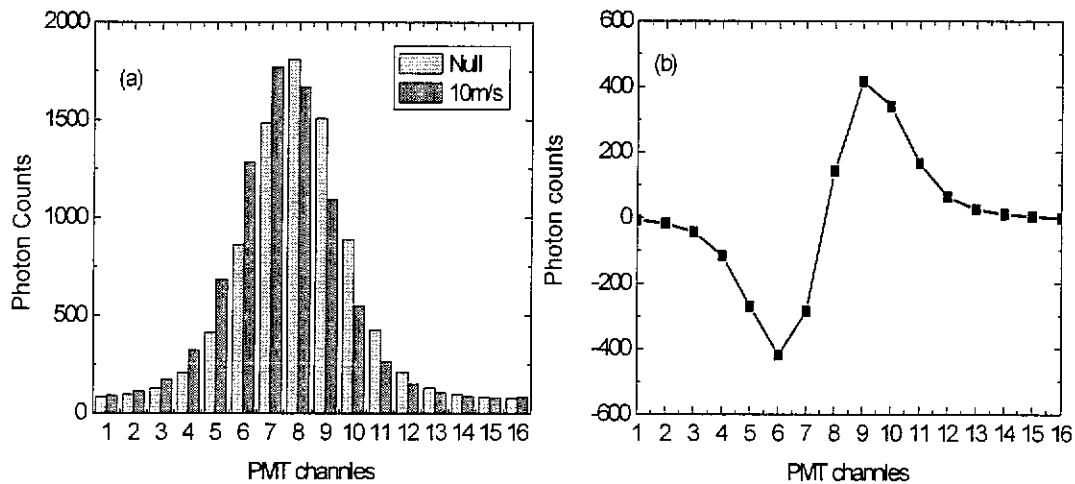 (a)
Null
10m/s
2000
1500
1000
500
0
Photon Counts
1 2 3 4 5 6 7 8 9 10 11 12 13 14 15 16
PMT channles
(b)
600
400
200
0
-200
-400
-600
Photon counts
1 2 3 4 5 6 7 8 9 10 11 12 13 14 15 16
PMT channles